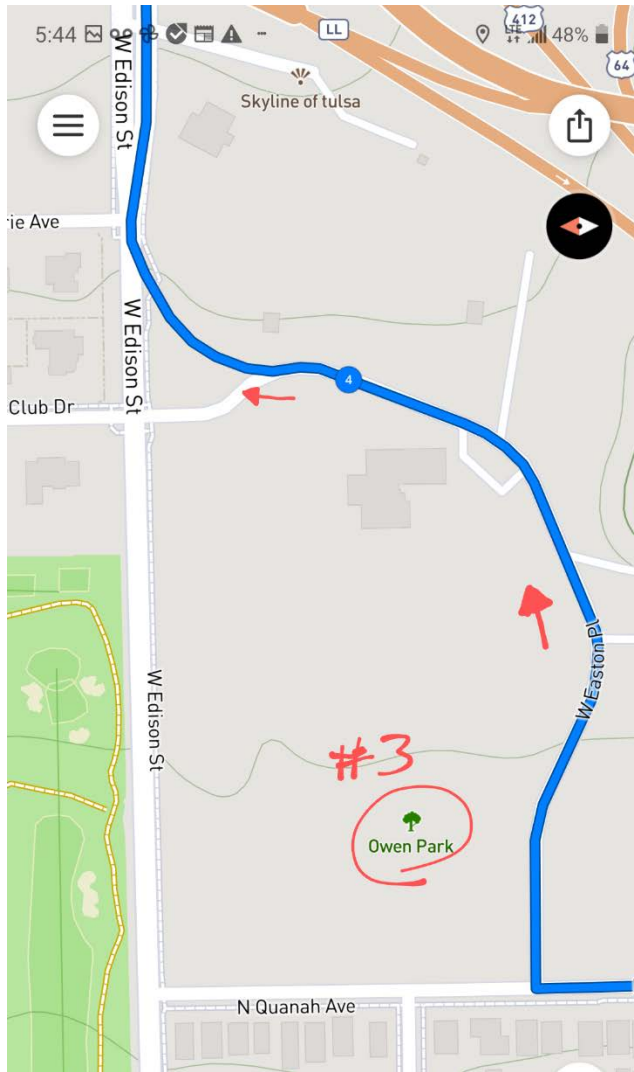 5:44
LL
412
LTE
48%
64
W Edison St
Skyline of tulsa
rie Ave
W Edison St
4
Club Dr
W Easton Pl
W Edison St
#3
Owen Park
N Quanah Ave